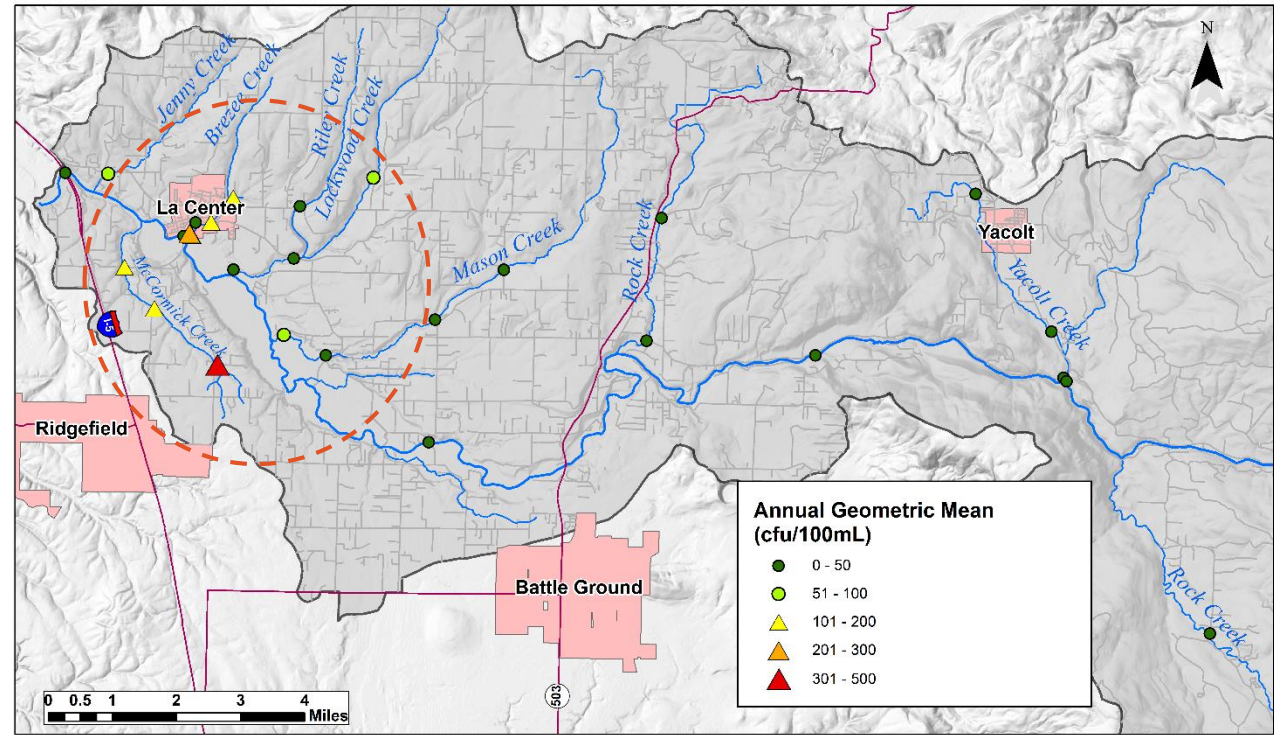 N
Jenny Creek
Brezee Creek
Riley Creek
Lockwood Creek
La Center
Yacolt
Mason Creek
Rock Creek
Yacolt Creek
McCormick Creek
I-5
Ridgefield
Battle Ground
Rock Creek
503
Annual Geometric Mean
(cfu/100mL)
0 - 50
51 - 100
101 - 200
201 - 300
301 - 500
0 0.5 1 2 3 4
Miles